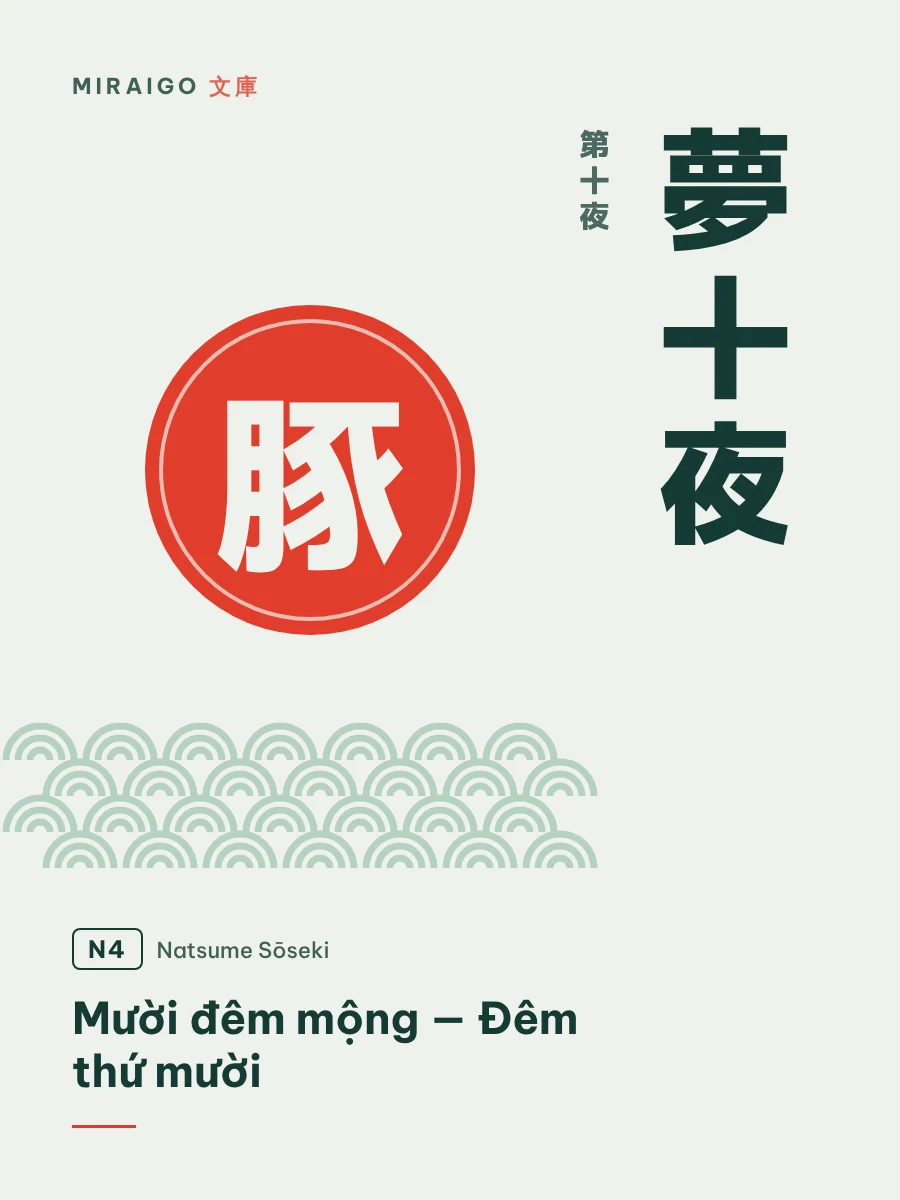 MIRAIGO 文庫
夢十夜
第十夜
豚
N4 Natsume Sōseki
Mười đêm mộng — Đêm
thứ mười